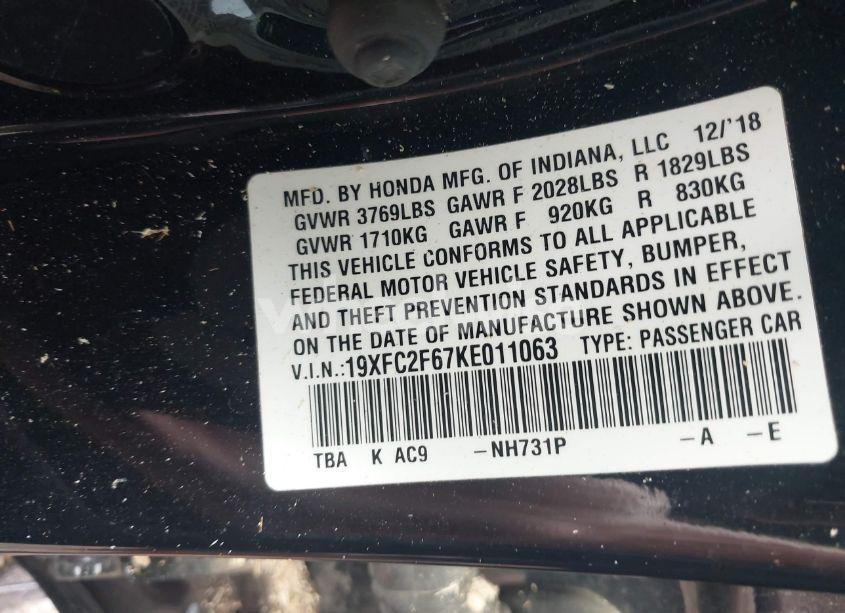 MFD. BY HONDA MFG. OF INDIANA, LLC 12/'18
GVWR 3769LBS GAWR F 2028LBS R 1829LBS
GVWR 1710KG GAWR F 920KG R 830KG
THIS VEHICLE CONFORMS TO ALL APPLICABLE
FEDERAL MOTOR VEHICLE SAFETY, BUMPER,
AND THEFT PREVENTION STANDARDS IN EFFECT
ON THE DATE OF MANUFACTURE SHOWN ABOVE.
V.I.N.:19XFC2F67KE011063 TYPE: PASSENGER CAR
TBA K AC9 -NH731P -A -E